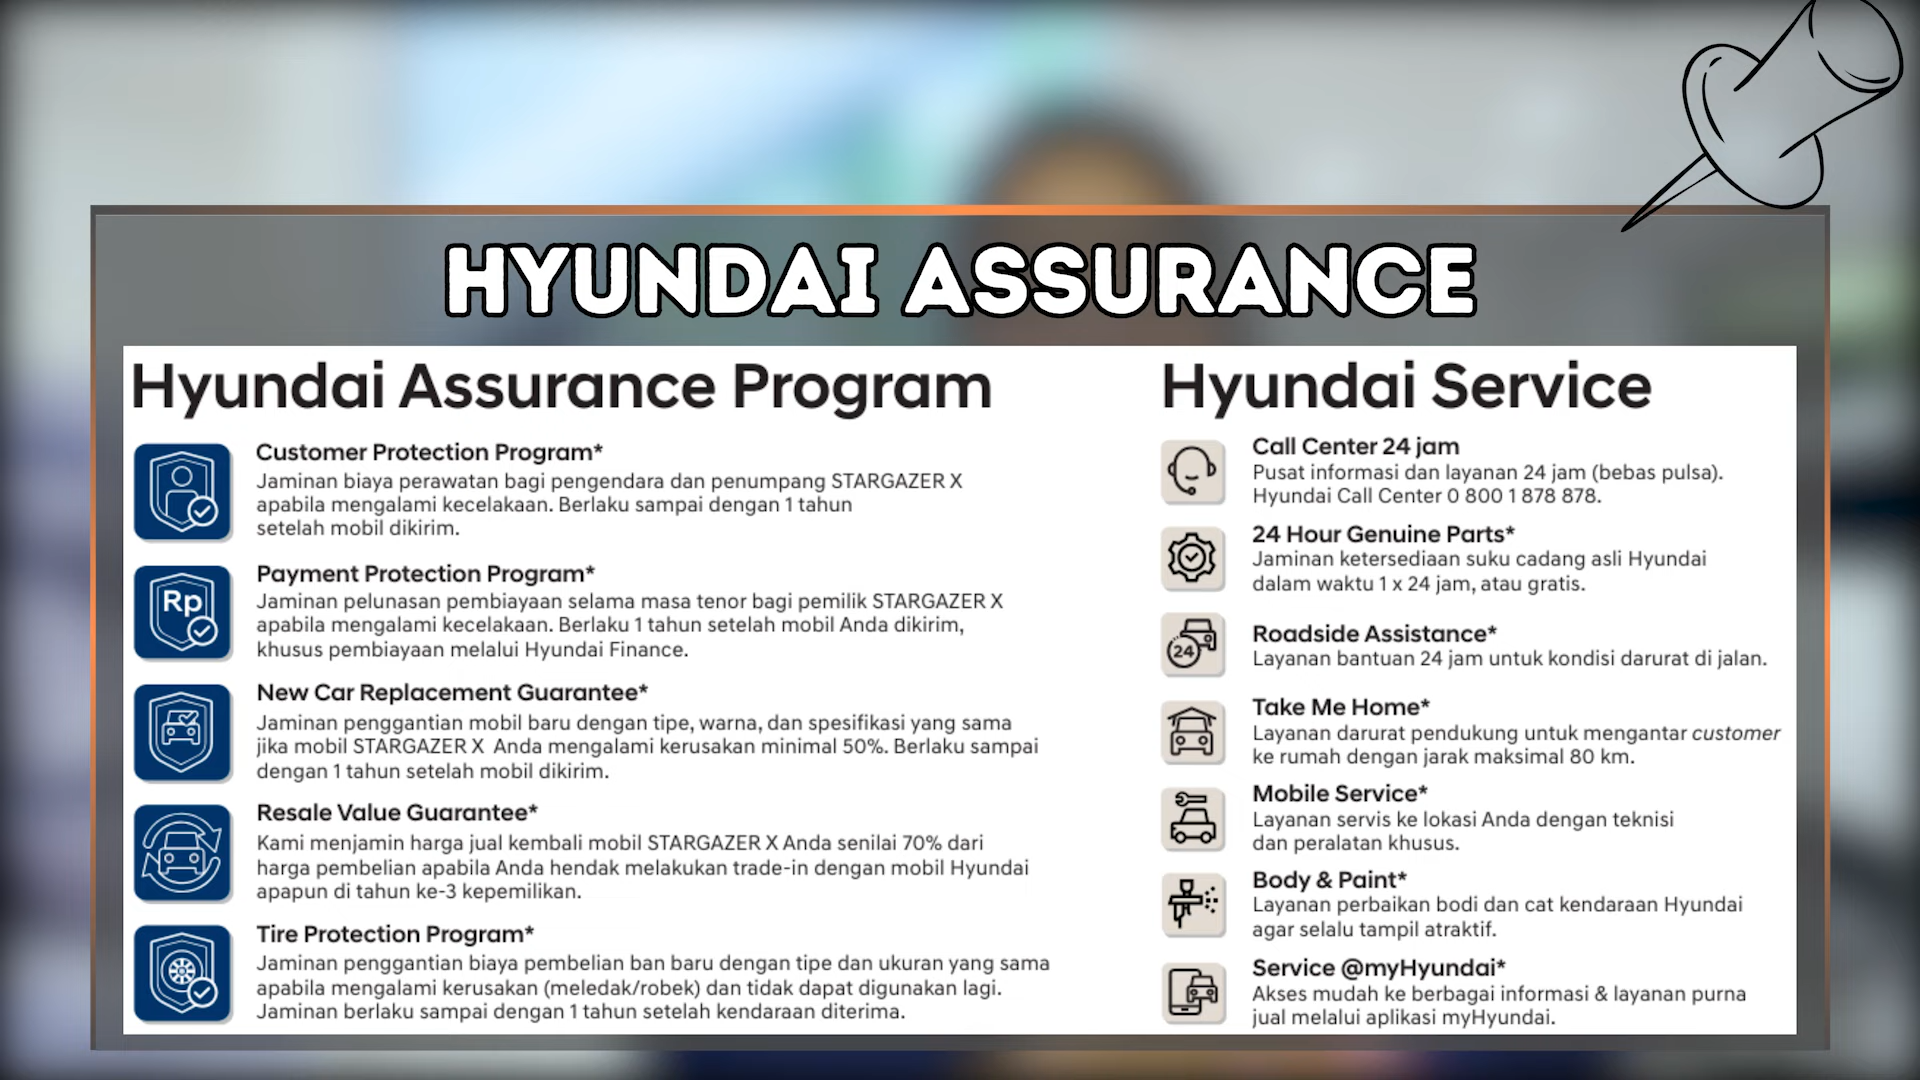 HYUNDAI ASSURANCE
Hyundai Assurance Program
Customer Protection Program*
Jaminan biaya perawatan bagi pengendara dan penumpang STARGAZER X
apabila mengalami kecelakaan. Berlaku sampai dengan 1 tahun
setelah mobil dikirim.
Rp
Payment Protection Program*
Jaminan pelunasan pembiayaan selama masa tenor bagi pemilik STARGAZER X
apabila mengalami kecelakaan. Berlaku 1 tahun setelah mobil Anda dikirim,
khusus pembiayaan melalui Hyundai Finance.
New Car Replacement Guarantee*
Jaminan penggantian mobil baru dengan tipe, warna, dan spesifikasi yang sama
jika mobil STARGAZER X Anda mengalami kerusakan minimal 50%. Berlaku sampai
dengan 1 tahun setelah mobil dikirim.
Resale Value Guarantee*
Kami menjamin harga jual kembali mobil STARGAZER X Anda senilai 70% dari
harga pembelian apabila Anda hendak melakukan trade-in dengan mobil Hyundai
apapun di tahun ke-3 kepemilikan.
Tire Protection Program*
Jaminan penggantian biaya pembelian ban baru dengan tipe dan ukuran yang sama
apabila mengalami kerusakan (meledak/robek) dan tidak dapat digunakan lagi.
Jaminan berlaku sampai dengan 1 tahun setelah kendaraan diterima.
Hyundai Service
Call Center 24 jam
Pusat informasi dan layanan 24 jam (bebas pulsa).
Hyundai Call Center 0 800 1 878 878.
24 Hour Genuine Parts*
Jaminan ketersediaan suku cadang asli Hyundai
dalam waktu 1 x 24 jam, atau gratis.
24
Roadside Assistance*
Layanan bantuan 24 jam untuk kondisi darurat di jalan.
Take Me Home*
Layanan darurat pendukung untuk mengantar customer
ke rumah dengan jarak maksimal 80 km.
Mobile Service*
Layanan servis ke lokasi Anda dengan teknisi
dan peralatan khusus.
Body & Paint*
Layanan perbaikan bodi dan cat kendaraan Hyundai
agar selalu tampil atraktif.
Service @myHyundai*
Akses mudah ke berbagai informasi & layanan purna
jual melalui aplikasi myHyundai.